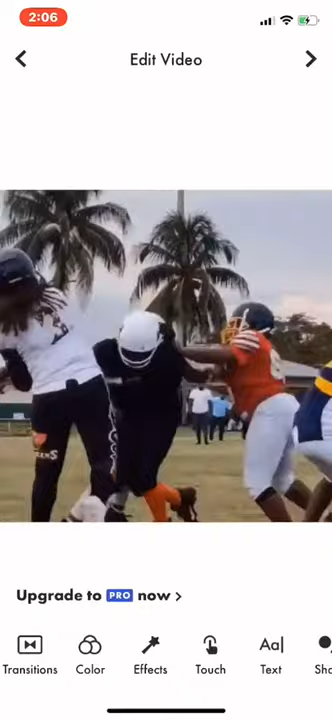 2:06
Edit Video
Upgrade to PRO now >
Transitions
Color
Effects
Touch
Aa|
Text